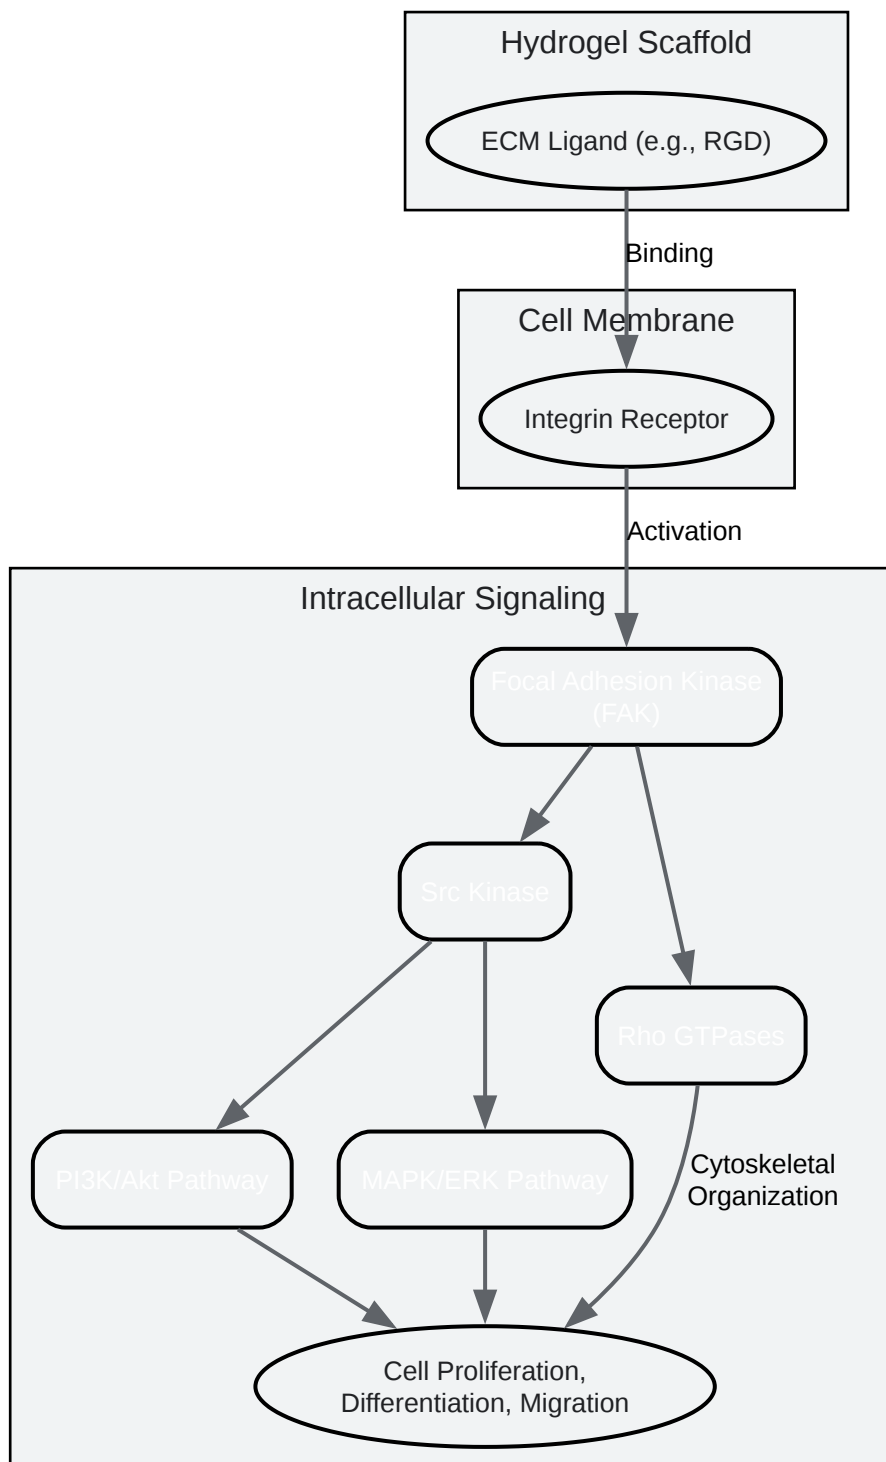 Hydrogel Scaffold
ECM Ligand (e.g., RGD)
Binding
Cell Membrane
Integrin Receptor
Activation
Intracellular Signaling
Focal Adhesion Kinase
(FAK)
Src Kinase
Rho GTPases
PI3K/Akt Pathway
MAPK/ERK Pathway
Cytoskeletal
Organization
Cell Proliferation,
Differentiation, Migration